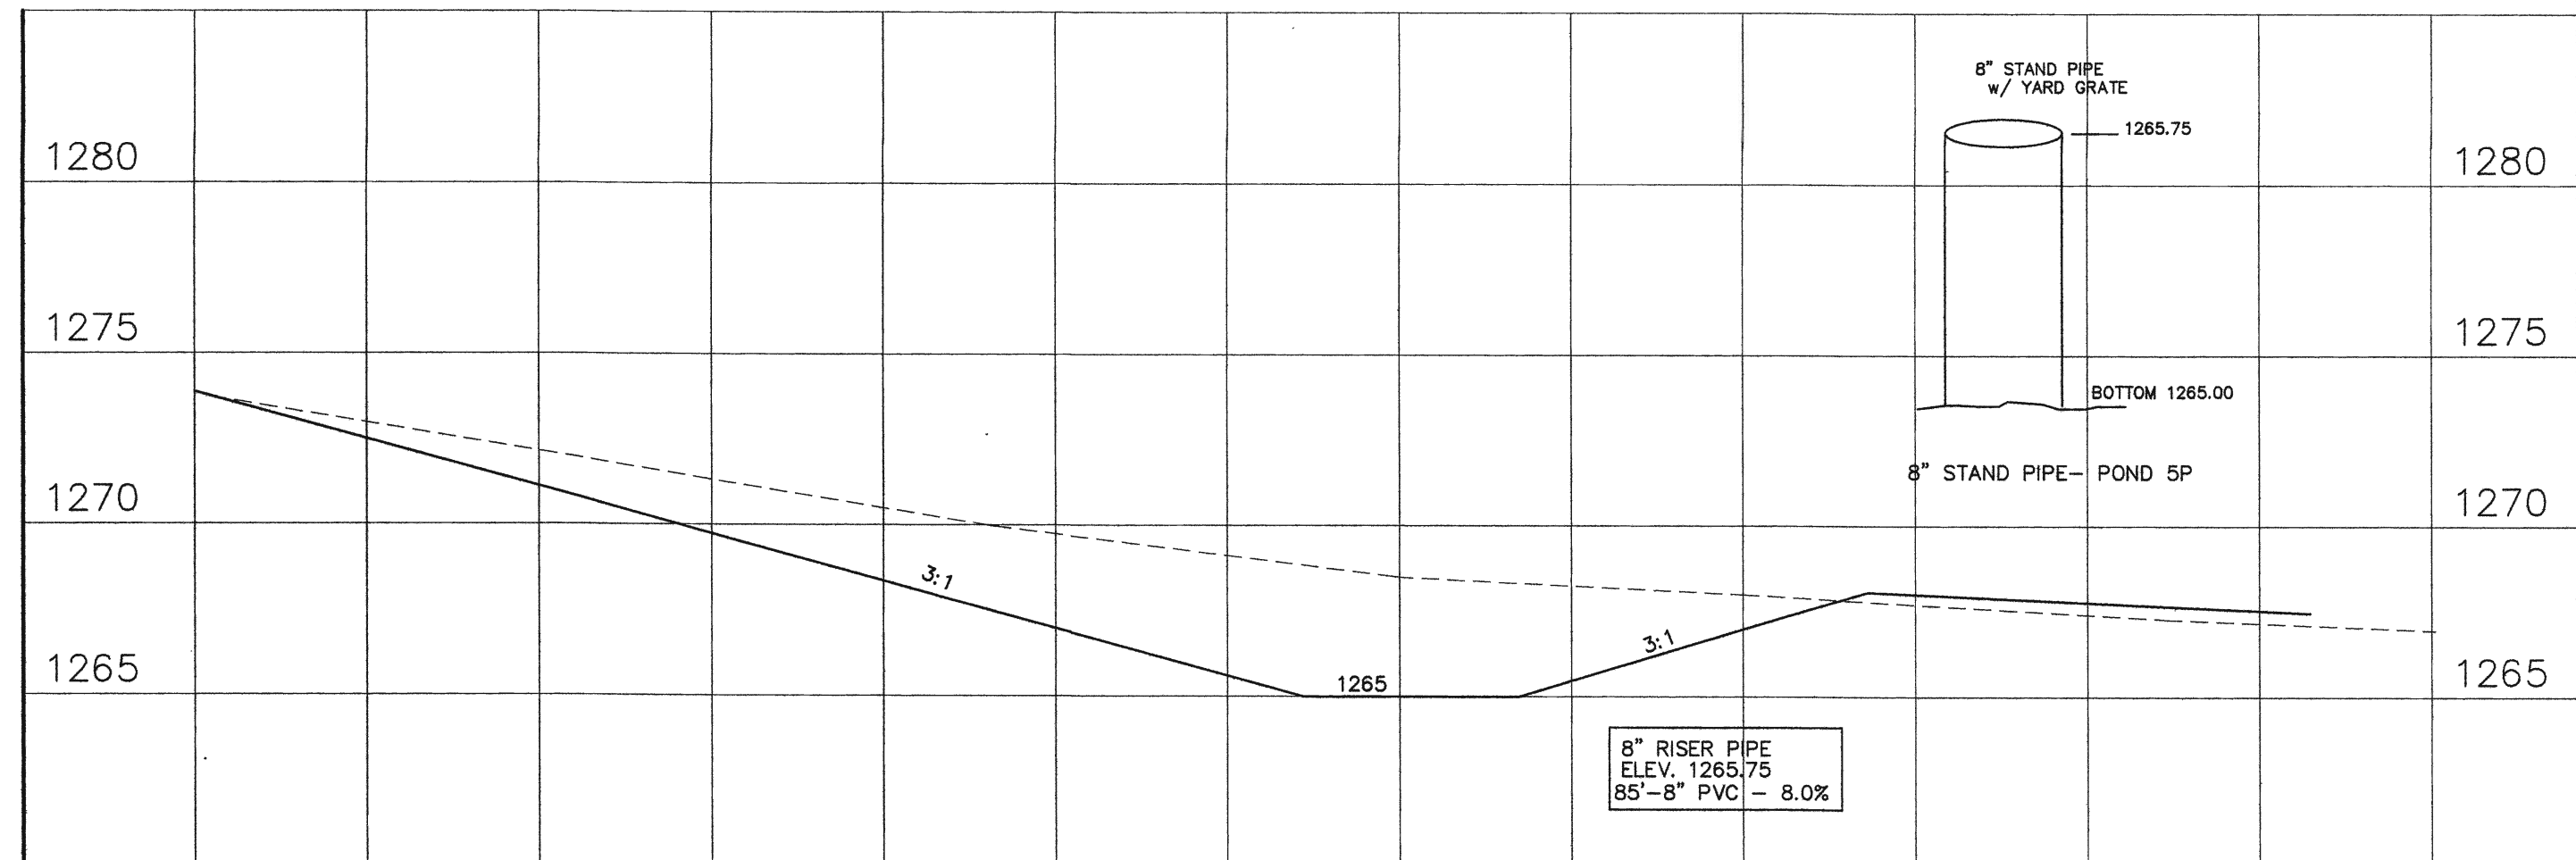 8" STAND PIPE
w/ YARD GRATE
1265.75
1280
1280
1275
1275
BOTTOM 1265.00
8" STAND PIPE- POND 5P
1270
1270
3:1
3:1
1265
1265
1265
8" RISER PIPE
ELEV. 1265.75
85'-8" PVC - 8.0%